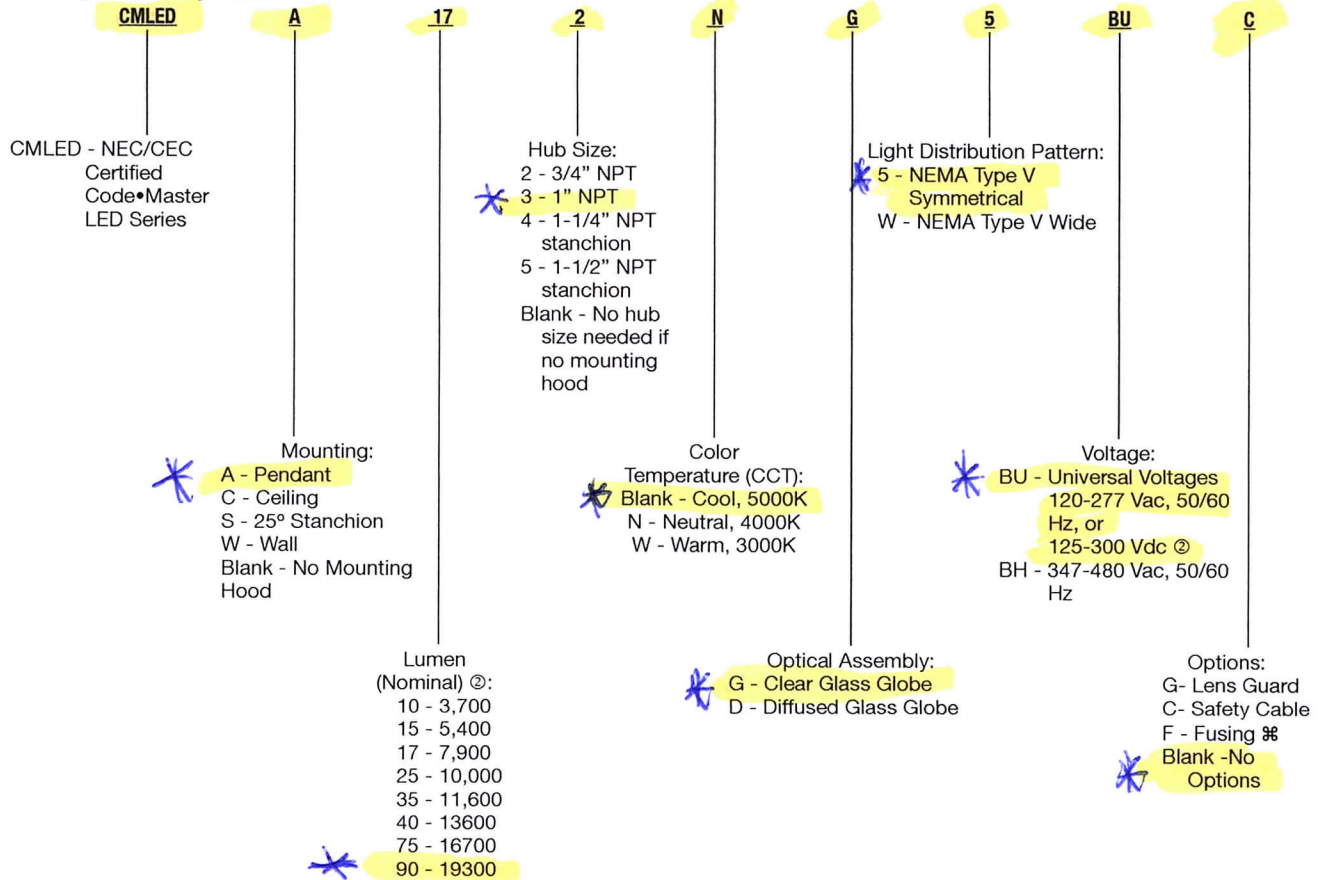 CMLED A 17 2 N G 5 BU C
CMLED - NEC/CEC
Certified
Code•Master
LED Series
Hub Size:
2 - 3/4" NPT
3 - 1" NPT
4 - 1-1/4" NPT
stanchion
5 - 1-1/2" NPT
stanchion
Blank - No hub
size needed if
no mounting
hood
Light Distribution Pattern:
5 - NEMA Type V
Symmetrical
W - NEMA Type V Wide
Mounting:
A - Pendant
C - Ceiling
S - 25º Stanchion
W - Wall
Blank - No Mounting
Hood
Color
Temperature (CCT):
Blank - Cool, 5000K
N - Neutral, 4000K
W - Warm, 3000K
Voltage:
BU - Universal Voltages
120-277 Vac, 50/60
Hz, or
125-300 Vdc ②
BH - 347-480 Vac, 50/60
Hz
Lumen
(Nominal) ②:
10 - 3,700
15 - 5,400
17 - 7,900
25 - 10,000
35 - 11,600
40 - 13600
75 - 16700
90 - 19300
Optical Assembly:
G - Clear Glass Globe
D - Diffused Glass Globe
Options:
G- Lens Guard
C- Safety Cable
F - Fusing ⌘
Blank -No
Options